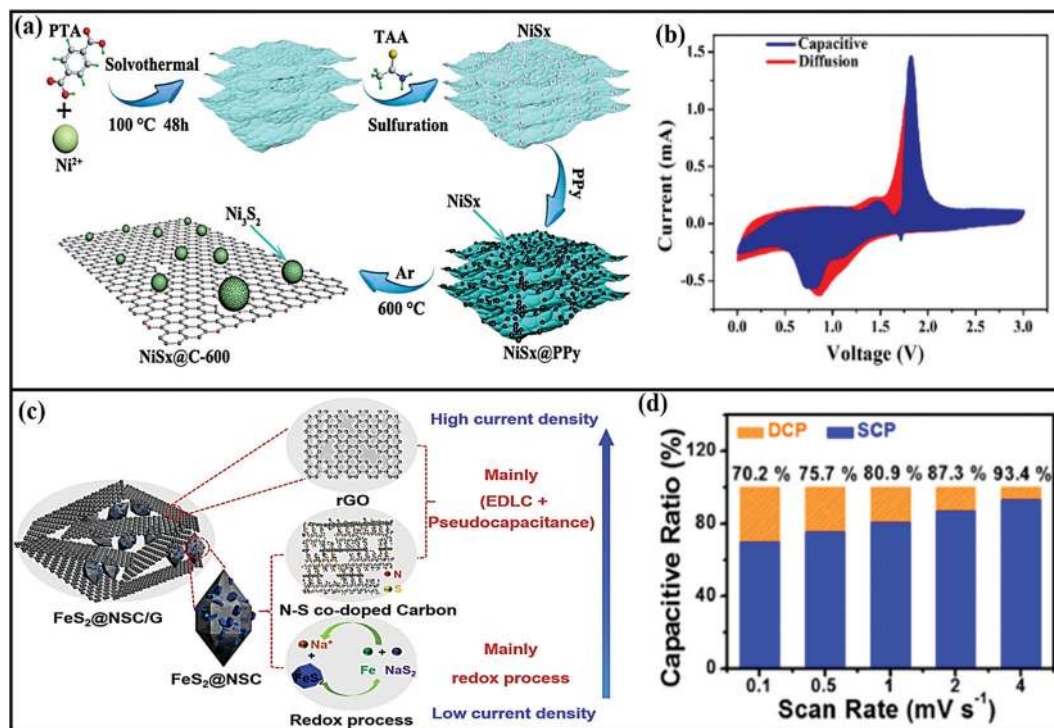 (a)
PTA
Solvothermal
100 °C 48h
+
Ni²⁺
TAA
Sulfuration
NiSx
PPy
NiSx
NiSx@PPy
Ar
600 °C
Ni₃S₂
NiSx@C-600
(b)
Capacitive
Diffusion
Current (mA)
1.5
1.0
0.5
0.0
-0.5
0.0 0.5 1.0 1.5 2.0 2.5 3.0
Voltage (V)
(c)
FeS₂@NSC/G
FeS₂@NSC
rGO
N
S
N-S co-doped Carbon
Na⁺
+
FeS₂
Fe + NaS₂
Redox process
High current density
Mainly
(EDLC +
Pseudocapacitance)
Mainly
redox process
Low current density
(d)
DCP SCP
70.2 % 75.7 % 80.9 % 87.3 % 93.4 %
Capacitive Ratio (%)
120
80
40
0
0.1 0.5 1 2 4
Scan Rate (mV s⁻¹)